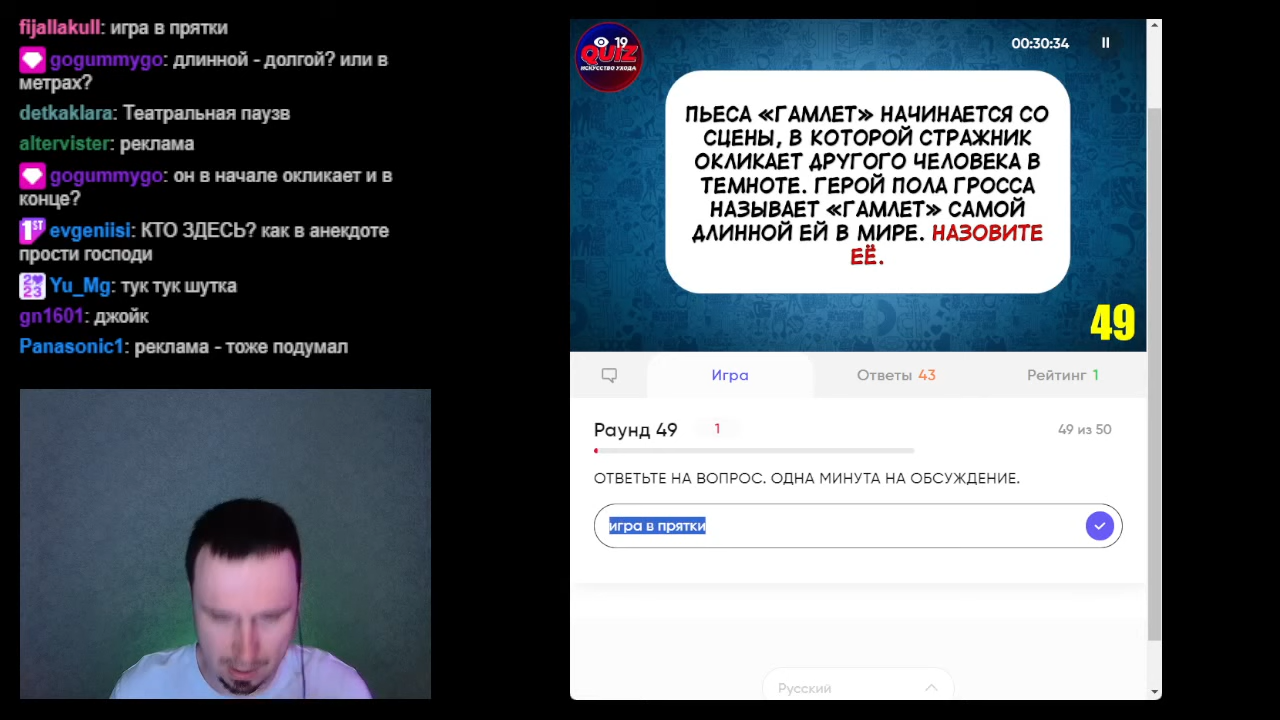 fijallakull: игра в прятки
gogummygo: длинной - долгой? или в
метрах?
detkaklara: Театральная паузв
altervister: реклама
gogummygo: он в начале окликает и в
конце?
1ST evgeniisi: КТО ЗДЕСЬ? как в анекдоте
прости господи
Yu_Mg: тук тук шутка
gn1601: джойк
Panasonic1: реклама - тоже подумал
19
QUIZ
ИСКУССТВО УХОДА
00:30:34
ПЬЕСА «ГАМЛЕТ» НАЧИНАЕТСЯ СО
СЦЕНЫ, В КОТОРОЙ СТРАЖНИК
ОКЛИКАЕТ ДРУГОГО ЧЕЛОВЕКА В
ТЕМНОТЕ. ГЕРОЙ ПОЛА ГРОССА
НАЗЫВАЕТ «ГАМЛЕТ» САМОЙ
ДЛИННОЙ ЕЙ В МИРЕ. НАЗОВИТЕ
ЕЁ.
49
Игра
Ответы 43
Рейтинг 1
Раунд 49
1
49 из 50
ОТВЕТЬТЕ НА ВОПРОС. ОДНА МИНУТА НА ОБСУЖДЕНИЕ.
игра в прятки
Русский